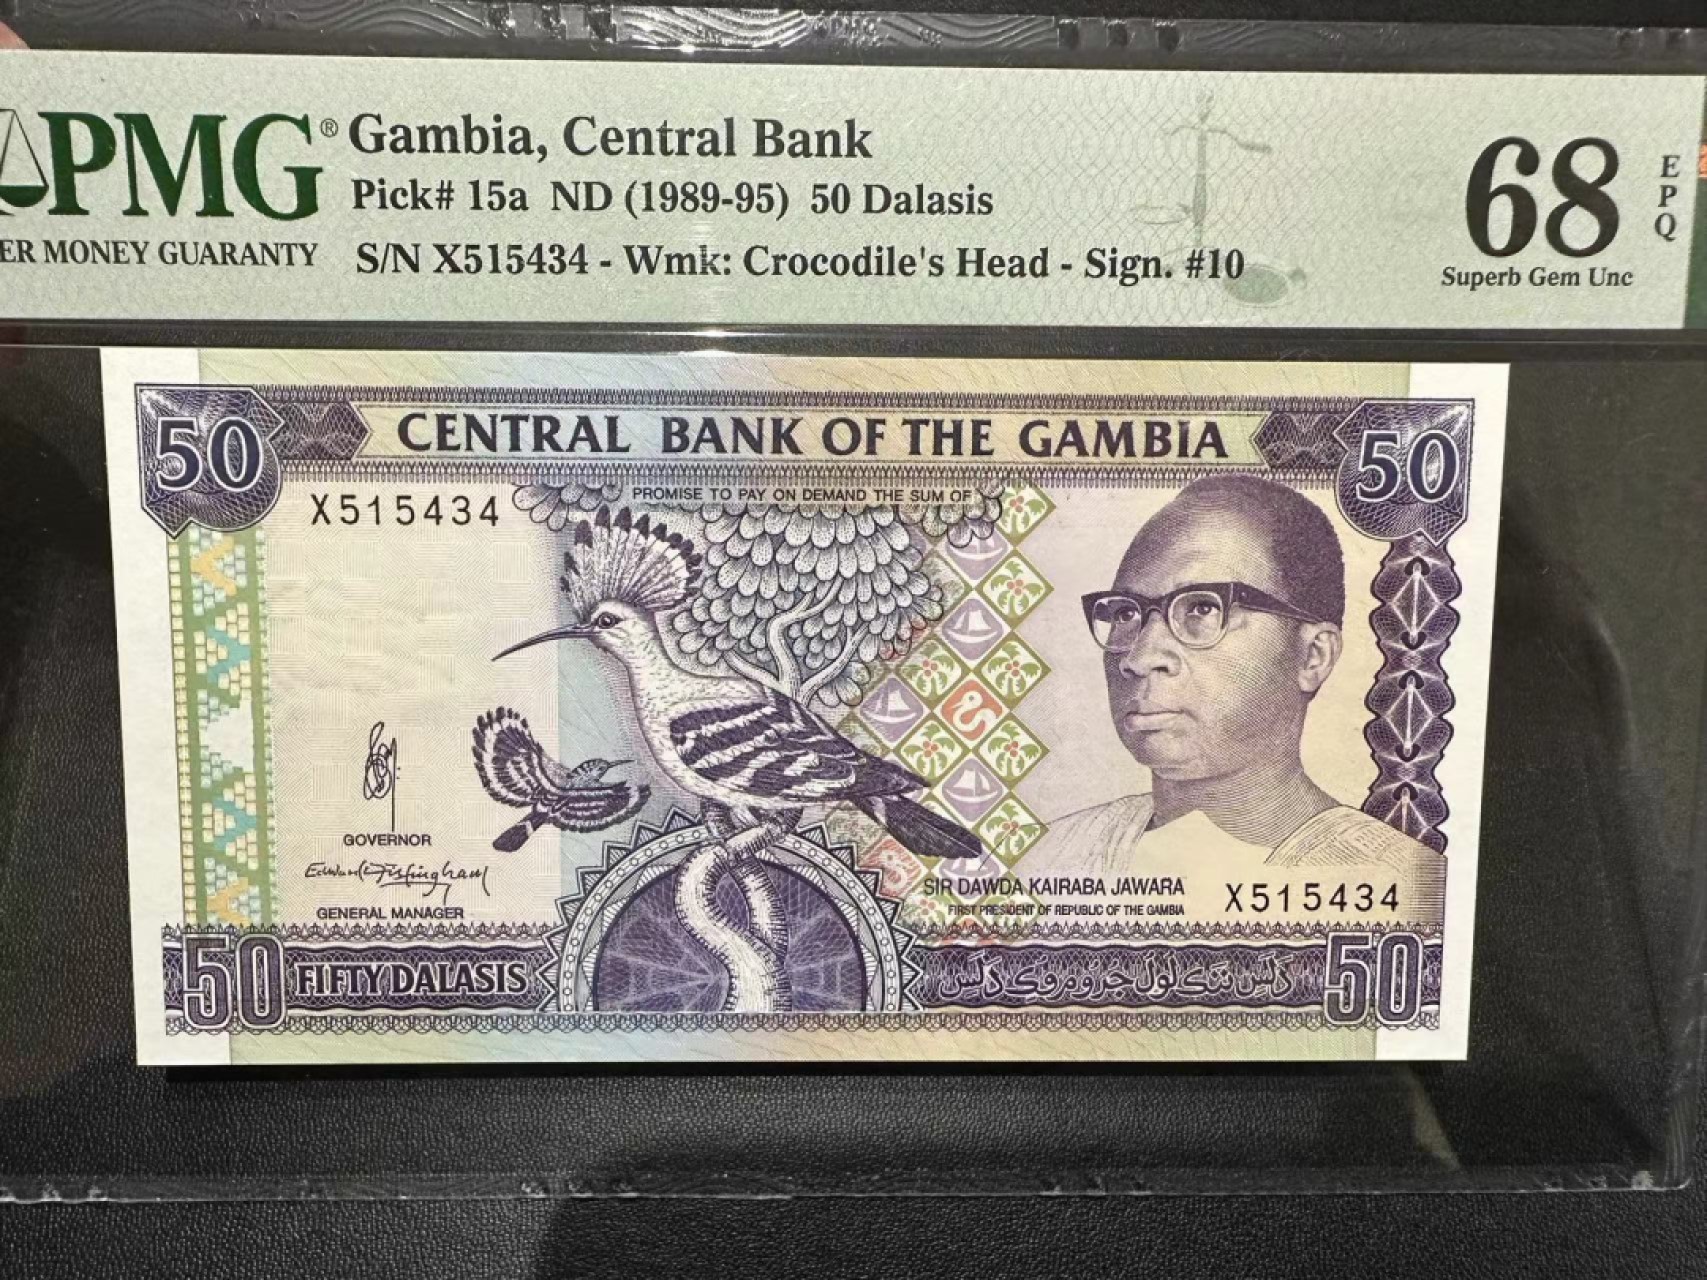 PMG® Gambia, Central Bank
Pick# 15a ND (1989-95) 50 Dalasis
ER MONEY GUARANTY
S/N X515434 - Wmk: Crocodile's Head - Sign. #10
68
EPQ
Superb Gem Unc
50 CENTRAL BANK OF THE GAMBIA 50
X515434
PROMISE TO PAY ON DEMAND THE SUM OF
GOVERNOR
GENERAL MANAGER
SIR DAWDA KAIRABA JAWARA
FIRST PRESIDENT OF REPUBLIC OF THE GAMBIA
X515434
50 FIFTY DALASIS
50